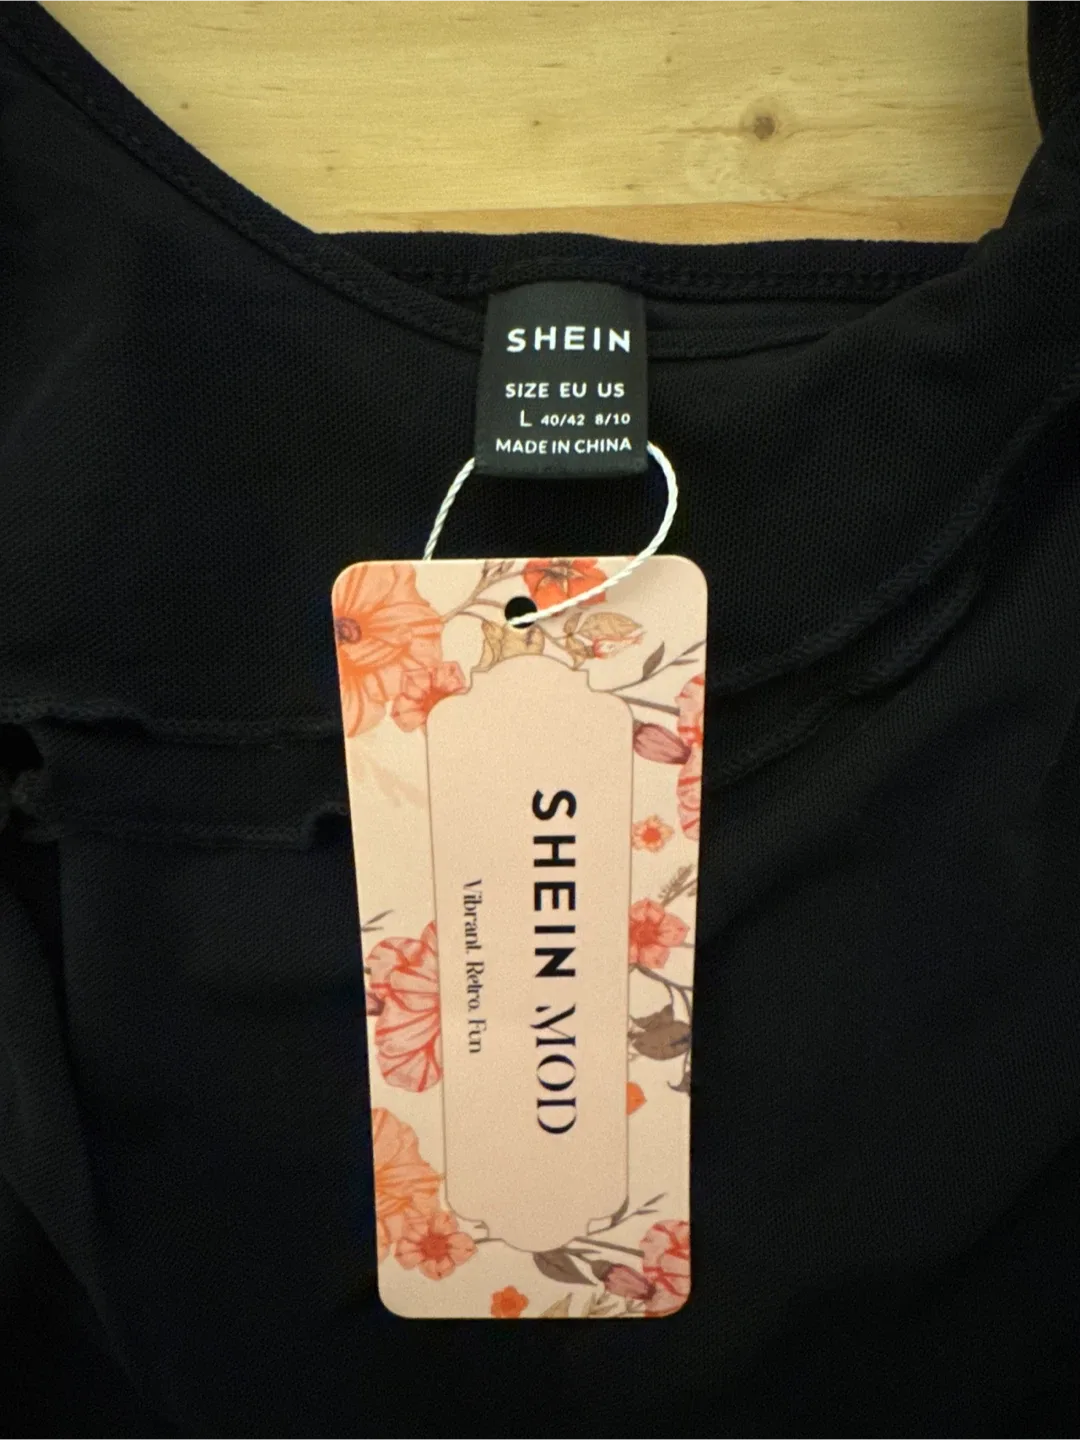 SHEIN
SIZE EU US
L 40/42 8/10
MADE IN CHINA
SHEIN MOD
Vibrant. Retro. Fun